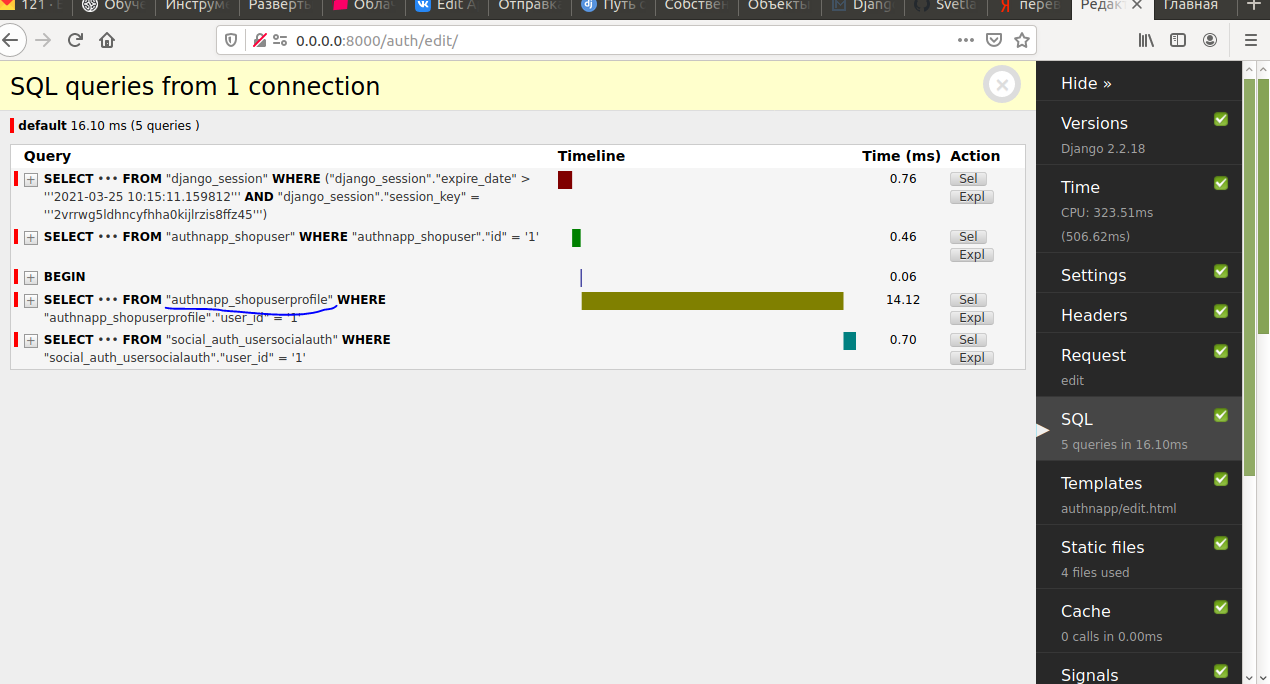 121 ·
Обуче
Инструм
Разверты
Обла
Edit A
Отправка
Путь с
Собствен
Объекты
Djang
Svetla
перев
Редакт
Главная
0.0.0.0:8000/auth/edit/
SQL queries from 1 connection
default 16.10 ms (5 queries )
Query Timeline Time (ms) Action
SELECT ••• FROM "django_session" WHERE ("django_session"."expire_date" > 0.76 Sel
'''2021-03-25 10:15:11.159812''' AND "django_session"."session_key" = Expl
'''2vrrwg5ldhncyfhha0kijlrzis8ffz45''')
SELECT ••• FROM "authnapp_shopuser" WHERE "authnapp_shopuser"."id" = '1' 0.46 Sel
Expl
BEGIN 0.06
SELECT ••• FROM "authnapp_shopuserprofile" WHERE 14.12 Sel
"authnapp_shopuserprofile"."user_id" = '1' Expl
SELECT ••• FROM "social_auth_usersocialauth" WHERE 0.70 Sel
"social_auth_usersocialauth"."user_id" = '1' Expl
Hide »
Versions
Django 2.2.18
Time
CPU: 323.51ms
(506.62ms)
Settings
Headers
Request
edit
SQL
5 queries in 16.10ms
Templates
authnapp/edit.html
Static files
4 files used
Cache
0 calls in 0.00ms
Signals